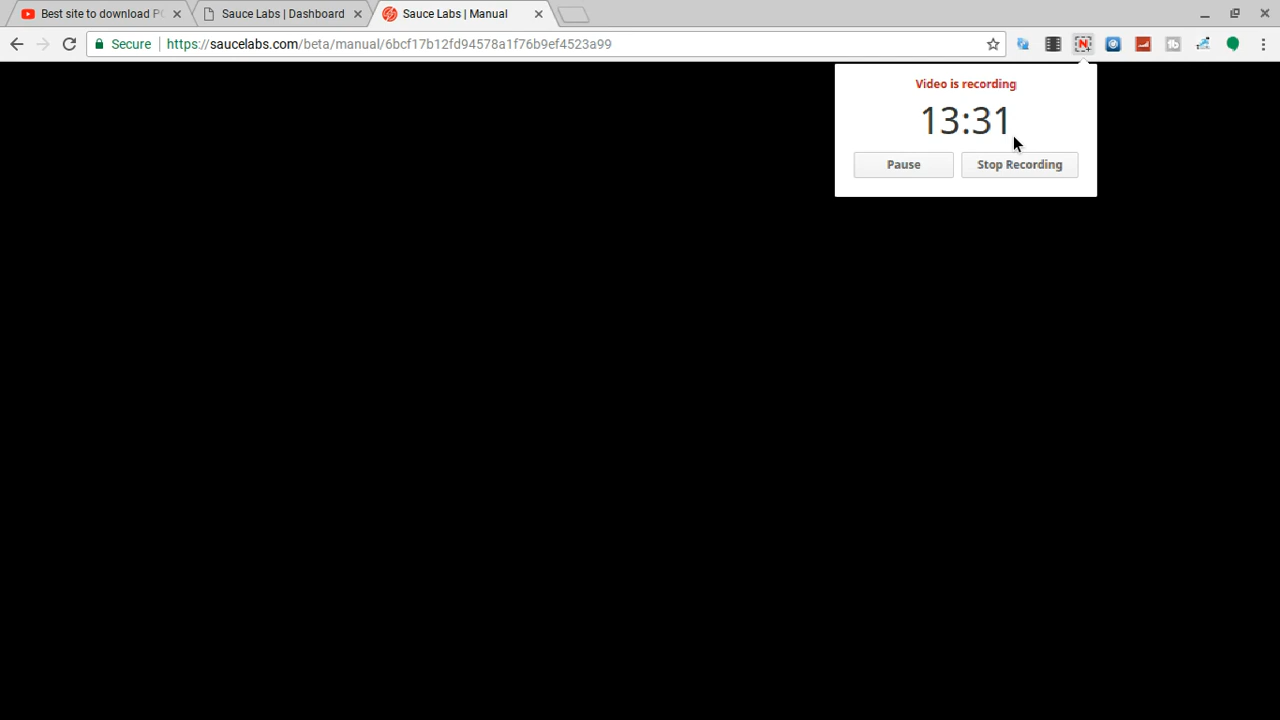 Best site to download P
Sauce Labs | Dashboard
Sauce Labs | Manual
Secure
https://saucelabs.com/beta/manual/6bcf17b12fd94578a1f76b9ef4523a99
Video is recording
13:31
Pause
Stop Recording